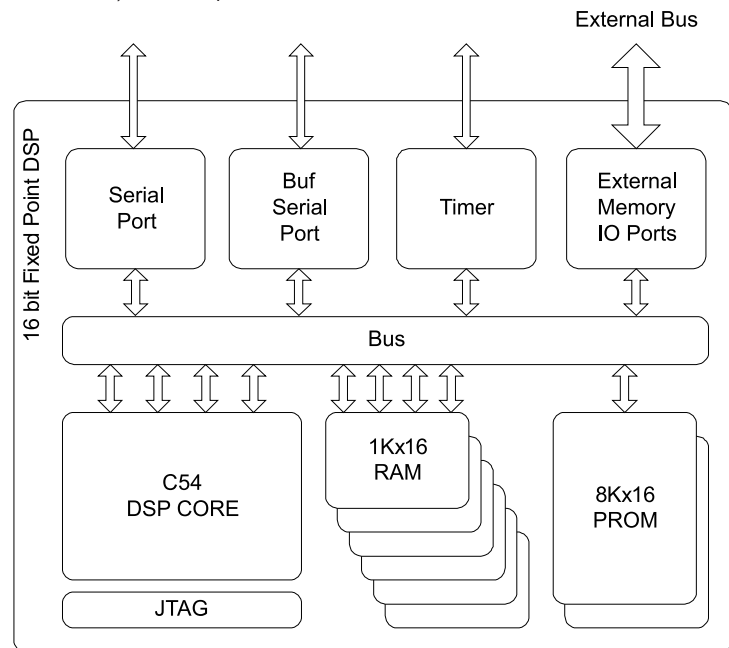 External Bus
16 bit Fixed Point DSP
Serial
Port
Buf
Serial
Port
Timer
External
Memory
IO Ports
Bus
C54
DSP CORE
1Kx16
RAM
8Kx16
PROM
JTAG